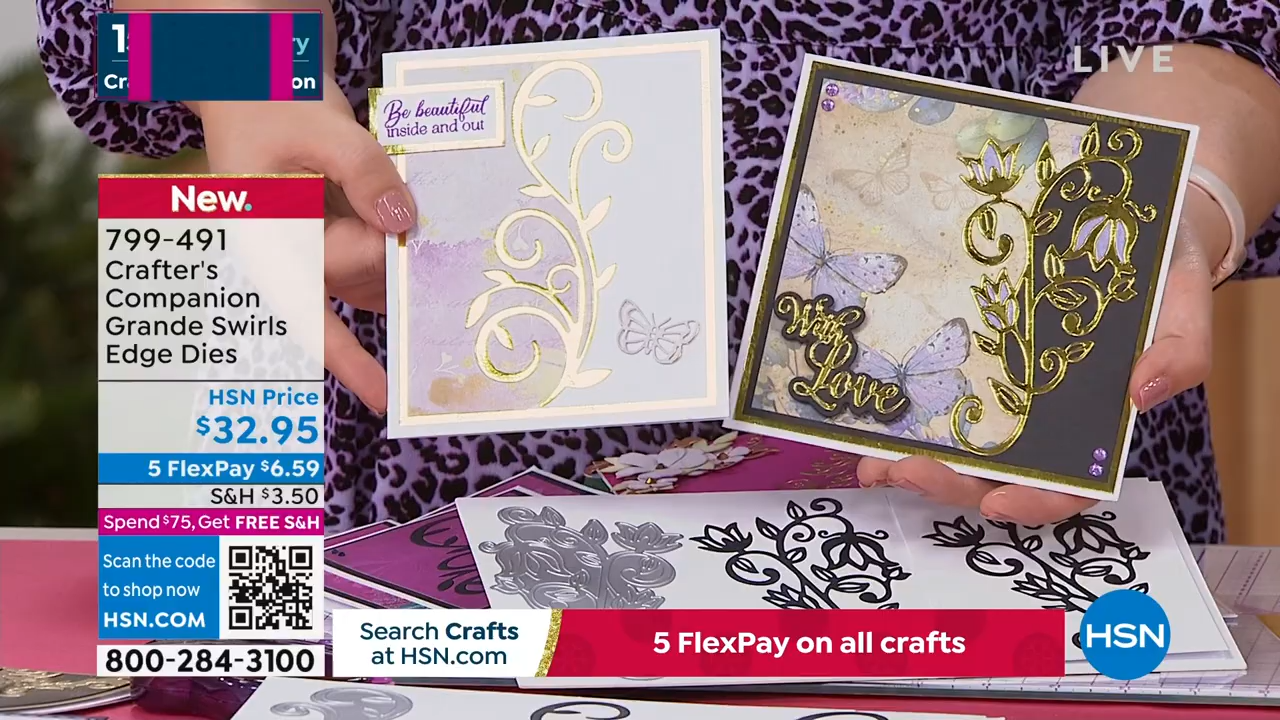 LIVE
Be beautiful
inside and out
With
Love
New.
799-491
Crafter's
Companion
Grande Swirls
Edge Dies
HSN Price
$32.95
5 FlexPay $6.59
S&H $3.50
Spend $75, Get FREE S&H
Scan the code
to shop now
HSN.COM
800-284-3100
Search Crafts
at HSN.com
5 FlexPay on all crafts
HSN